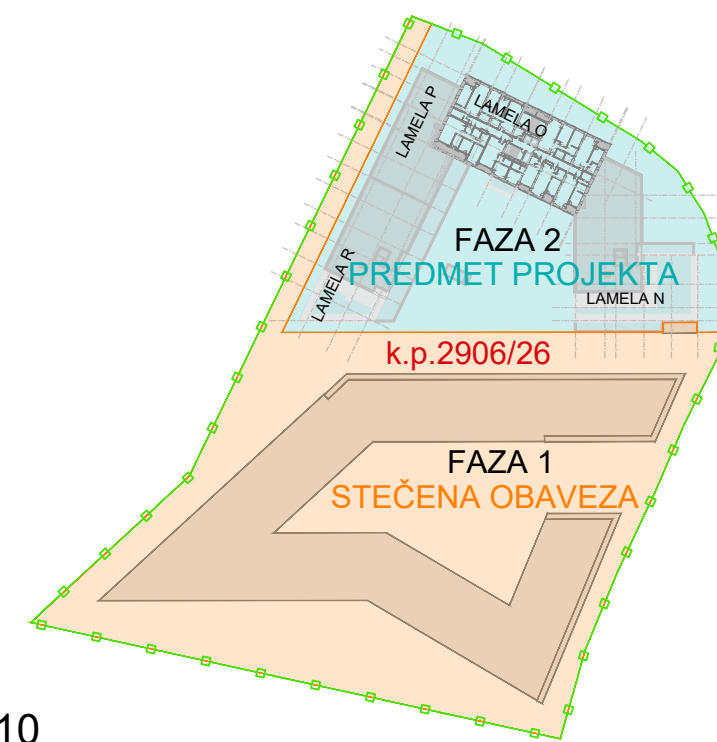 LAMELA P
LAMELA O
FAZA 2
PREDMET PROJEKTA
LAMELA R
LAMELA N
k.p.2906/26
FAZA 1
STEČENA OBAVEZA
10